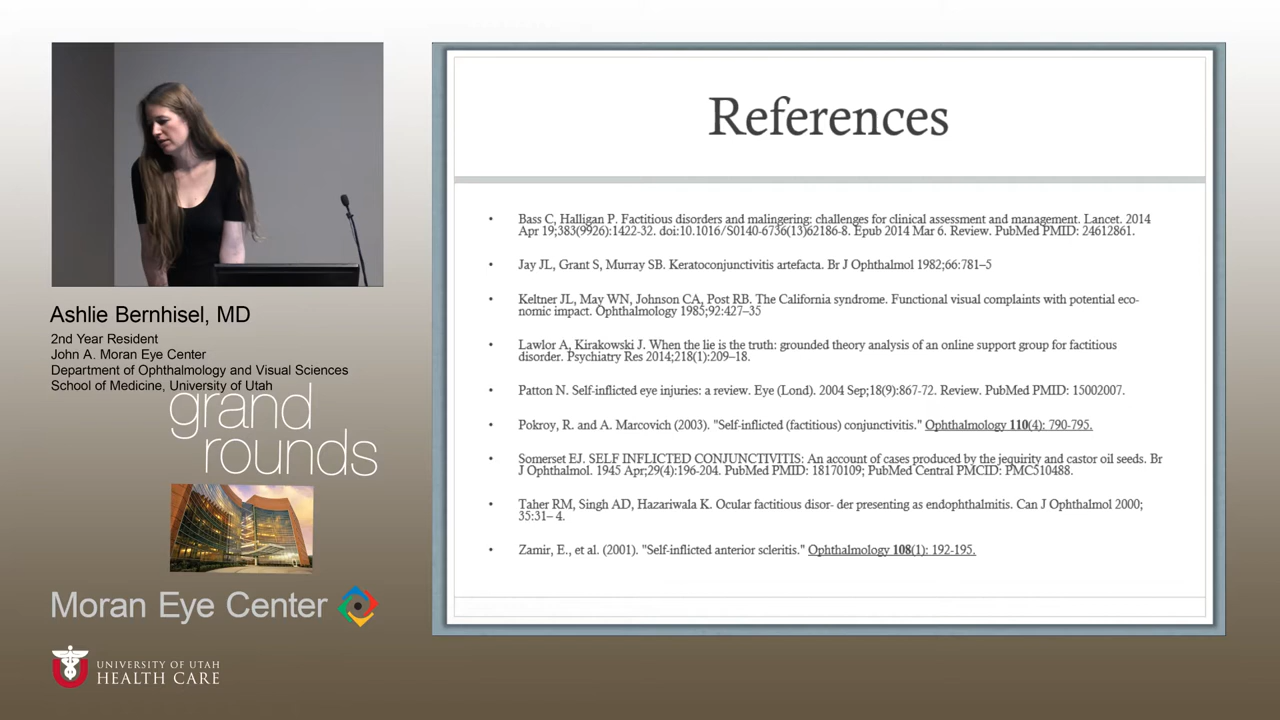 Ashlie Bernhisel, MD
2nd Year Resident
John A. Moran Eye Center
Department of Ophthalmology and Visual Sciences
School of Medicine, University of Utah
grand
rounds
Moran Eye Center
UNIVERSITY OF UTAH
HEALTH CARE
References
• Bass C, Halligan P. Factitious disorders and malingering: challenges for clinical assessment and management. Lancet. 2014
Apr 19;383(9926):1422-32. doi:10.1016/S0140-6736(13)62186-8. Epub 2014 Mar 6. Review. PubMed PMID: 24612861.
• Jay JL, Grant S, Murray SB. Keratoconjunctivitis artefacta. Br J Ophthalmol 1982;66:781–5
• Keltner JL, May WN, Johnson CA, Post RB. The California syndrome. Functional visual complaints with potential eco-
nomic impact. Ophthalmology 1985;92:427–35
• Lawlor A, Kirakowski J. When the lie is the truth: grounded theory analysis of an online support group for factitious
disorder. Psychiatry Res 2014;218(1):209–18.
• Patton N. Self-inflicted eye injuries: a review. Eye (Lond). 2004 Sep;18(9):867-72. Review. PubMed PMID: 15002007.
• Pokroy, R. and A. Marcovich (2003). "Self-inflicted (factitious) conjunctivitis." Ophthalmology 110(4): 790-795.
• Somerset EJ. SELF INFLICTED CONJUNCTIVITIS: An account of cases produced by the jequirity and castor oil seeds. Br
J Ophthalmol. 1945 Apr;29(4):196-204. PubMed PMID: 18170109; PubMed Central PMCID: PMC510488.
• Taher RM, Singh AD, Hazariwala K. Ocular factitious disor- der presenting as endophthalmitis. Can J Ophthalmol 2000;
35:31– 4.
• Zamir, E., et al. (2001). "Self-inflicted anterior scleritis." Ophthalmology 108(1): 192-195.